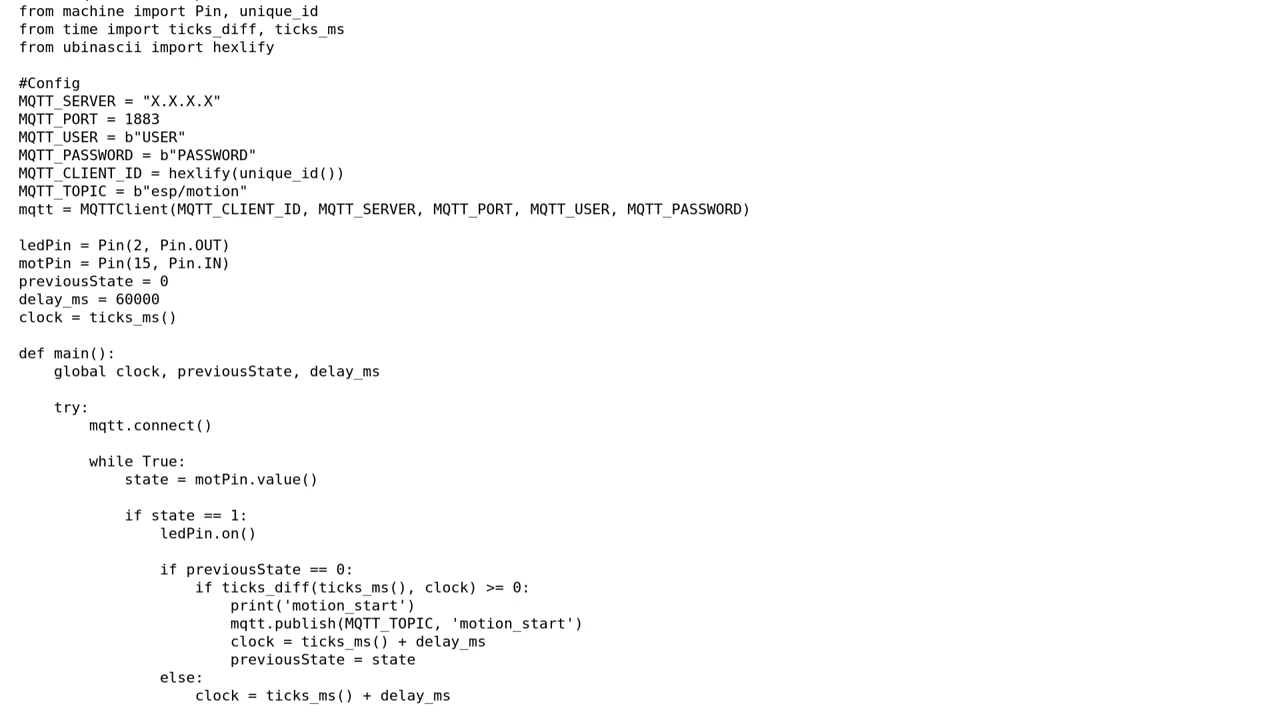 from machine import Pin, unique_id
from time import ticks_diff, ticks_ms
from ubinascii import hexlify

#Config
MQTT_SERVER = "X.X.X.X"
MQTT_PORT = 1883
MQTT_USER = b"USER"
MQTT_PASSWORD = b"PASSWORD"
MQTT_CLIENT_ID = hexlify(unique_id())
MQTT_TOPIC = b"esp/motion"
mqtt = MQTTClient(MQTT_CLIENT_ID, MQTT_SERVER, MQTT_PORT, MQTT_USER, MQTT_PASSWORD)

ledPin = Pin(2, Pin.OUT)
motPin = Pin(15, Pin.IN)
previousState = 0
delay_ms = 60000
clock = ticks_ms()

def main():
    global clock, previousState, delay_ms

    try:
        mqtt.connect()

        while True:
            state = motPin.value()

            if state == 1:
                ledPin.on()

                if previousState == 0:
                    if ticks_diff(ticks_ms(), clock) >= 0:
                        print('motion_start')
                        mqtt.publish(MQTT_TOPIC, 'motion_start')
                        clock = ticks_ms() + delay_ms
                        previousState = state
                else:
                    clock = ticks_ms() + delay_ms